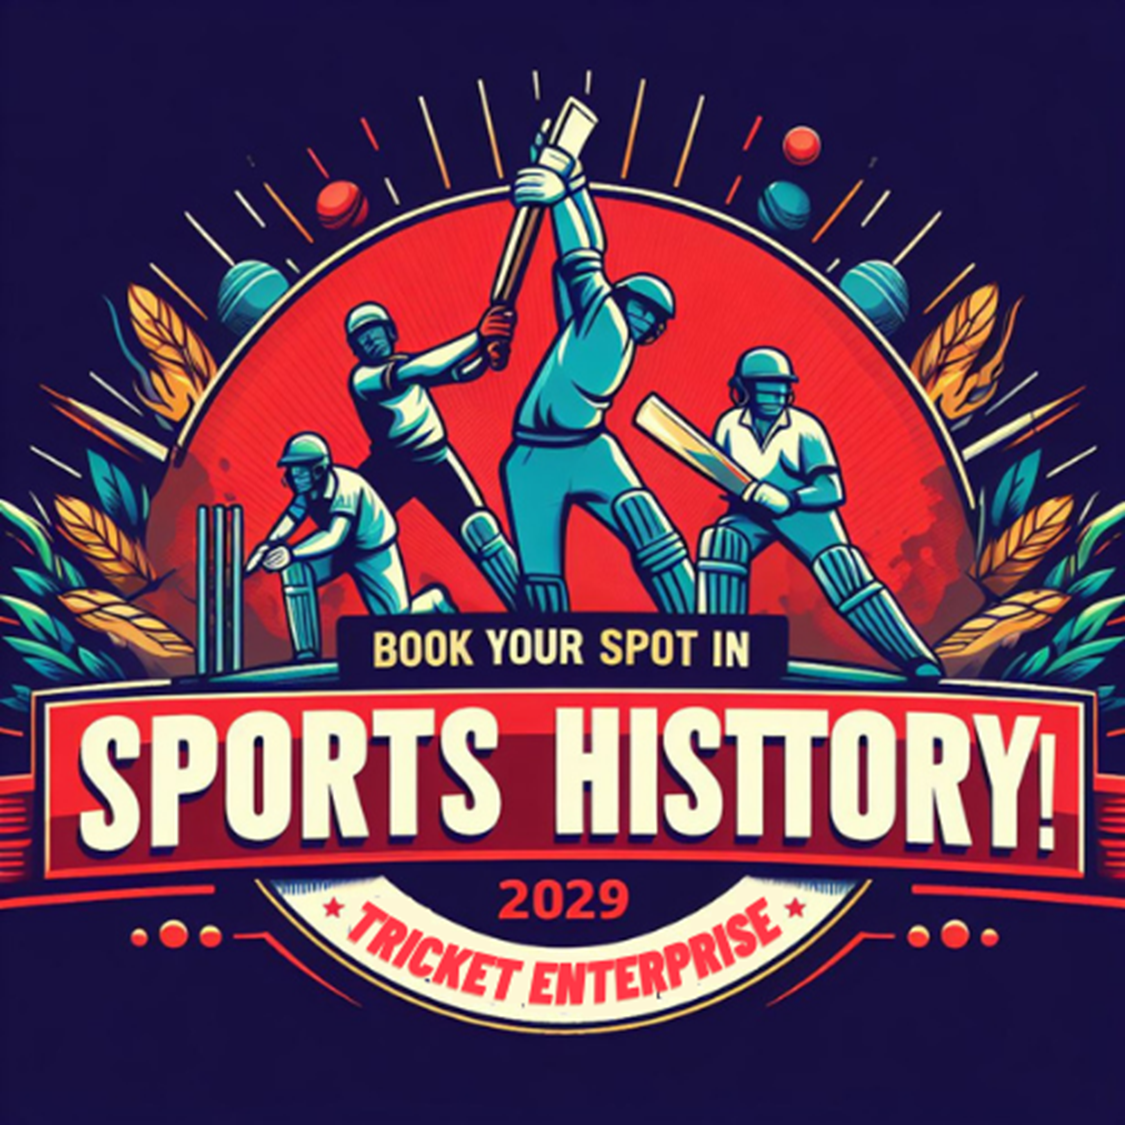 BOOK YOUR SPOT IN
SPORTS HISTTORY!
2029
TRICKET ENTERPRISE